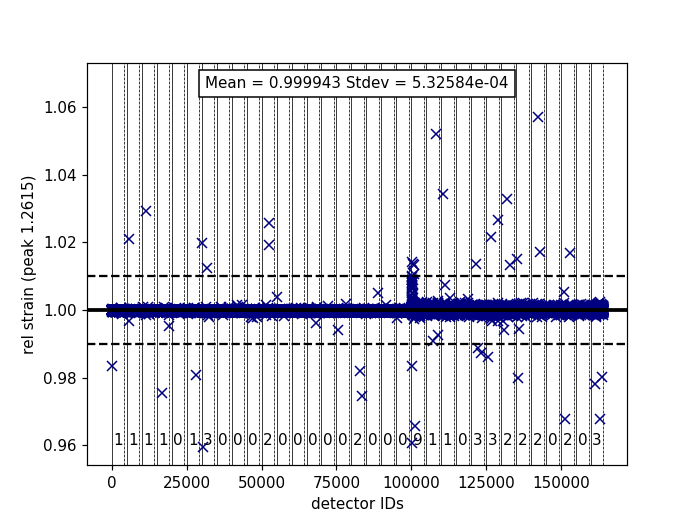 Mean = 0.999943 Stdev = 5.32584e-04
rel strain (peak 1.2615)
1.06
1.04
1.02
1.00
0.98
0.96
1 1 1 1 0 1 3 0 0 0 2 0 0 0 0 0 2 0 0 0 9 1 1 0 3 3 2 2 2 0 2 0 3
0 25000 50000 75000 100000 125000 150000
detector IDs